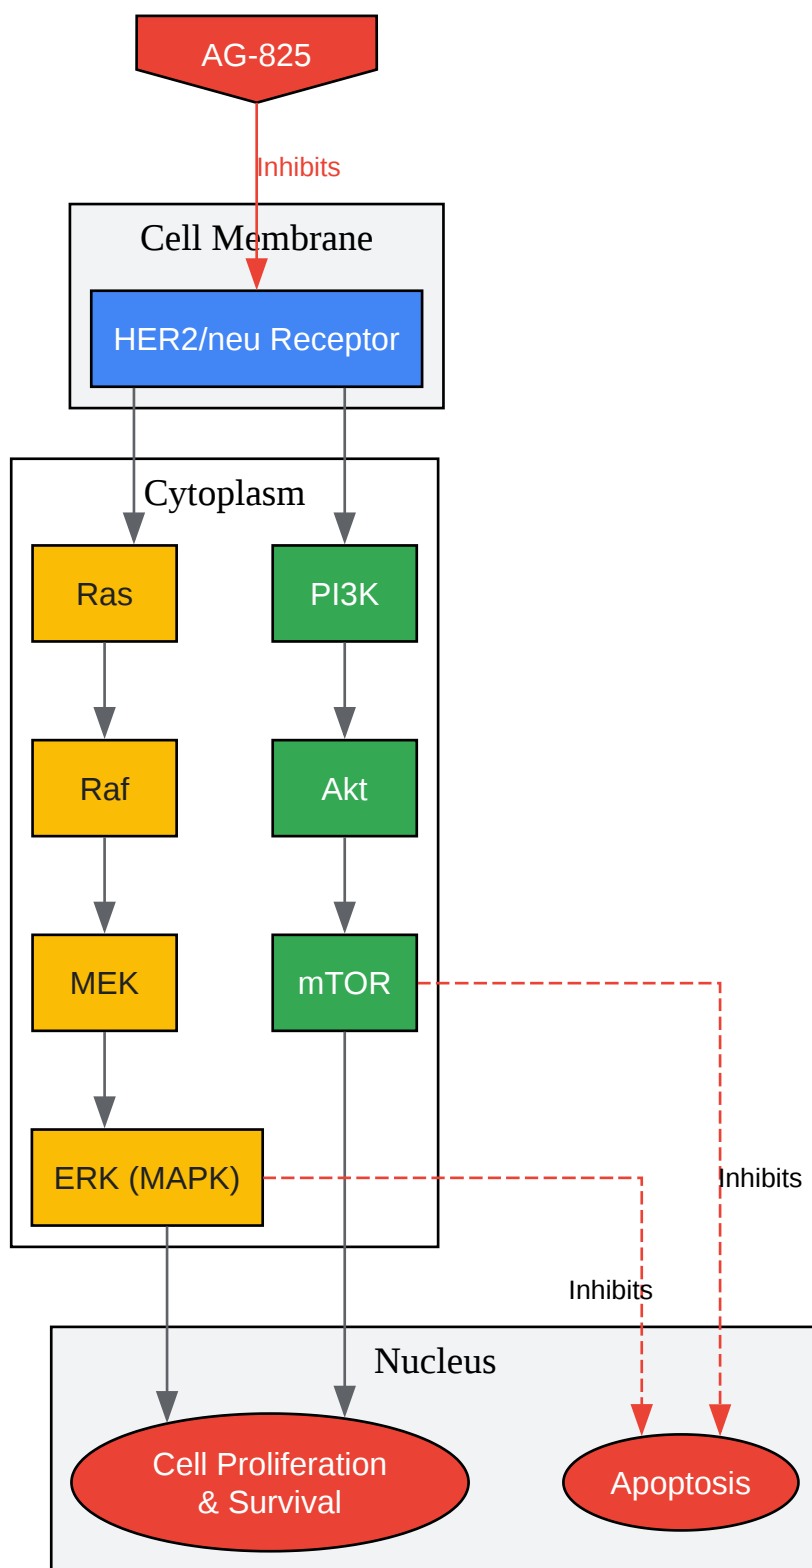 AG-825
Inhibits
Cell Membrane
HER2/neu Receptor
Cytoplasm
Ras
PI3K
Raf
Akt
MEK
mTOR
ERK (MAPK)
Inhibits
Inhibits
Nucleus
Cell Proliferation
& Survival
Apoptosis